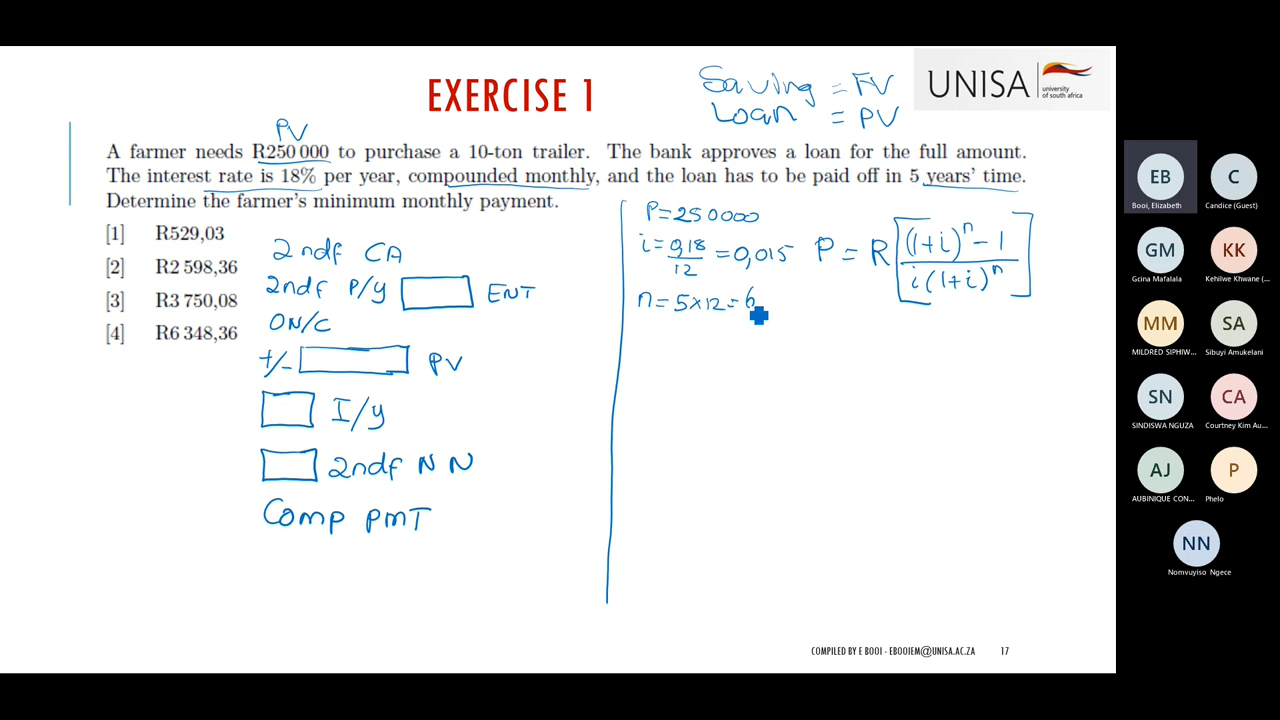 EXERCISE 1
Saving = FV
Loan = PV
UNISA
university
of south africa
PV
A farmer needs R250 000 to purchase a 10-ton trailer. The bank approves a loan for the full amount.
The interest rate is 18% per year, compounded monthly, and the loan has to be paid off in 5 years' time.
Determine the farmer's minimum monthly payment.
[1] R529,03
[2] R2 598,36
[3] R3 750,08
[4] R6 348,36
2ndf CA
2ndf P/y ENT
ON/C
+/- PV
I/y
2ndf N N
Comp PMT
P=250000
i=0,18/12=0,015
n=5×12=6
P=R[((1+i)^n-1)/(i(1+i)^n)]
COMPILED BY E BOOI - EBOOIEM@UNISA.AC.ZA 17
EB
Booi, Elizabeth
C
Candice (Guest)
GM
Gcina Mafalala
KK
Kehilwe Khwane (...
MM
MILDRED SIPHIW...
SA
Sibuyi Amukelani
SN
SINDISWA NGUZA
CA
Courtney Kim Au...
AJ
AUBINIQUE CON...
P
Phelo
NN
Nomvuyiso Ngece